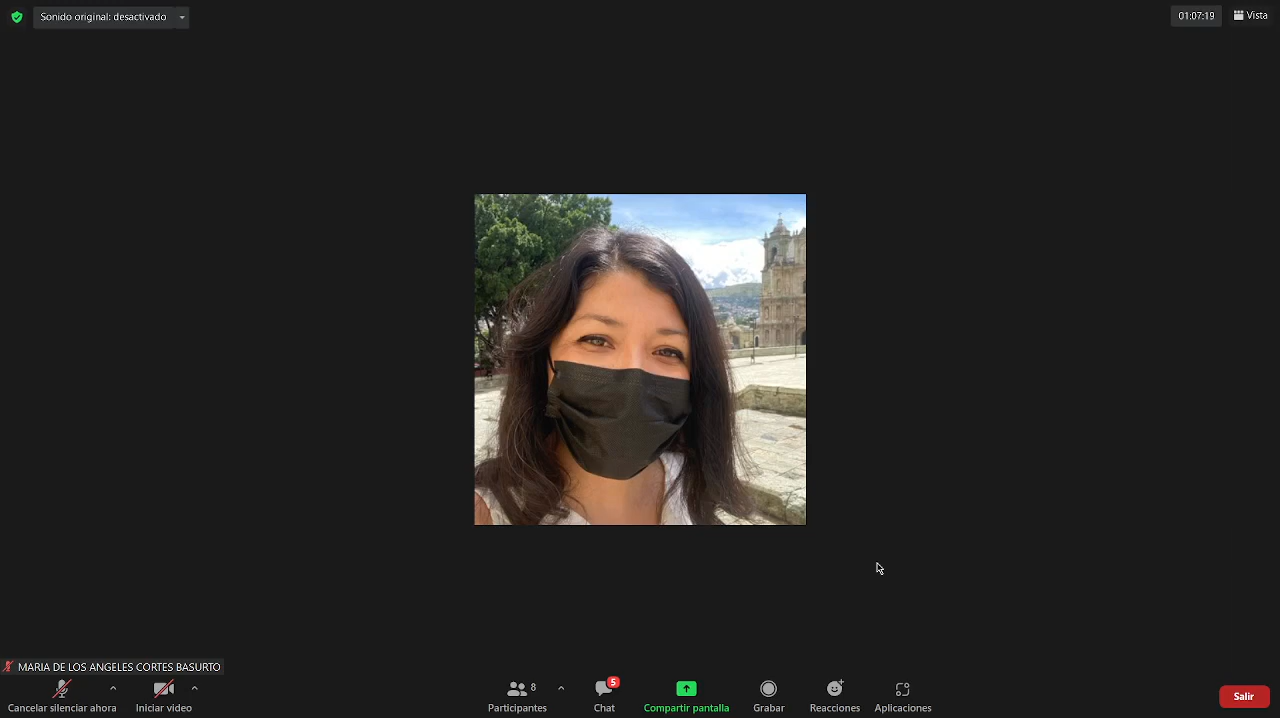 Sonido original: desactivado
01:07:19
Vista
MARIA DE LOS ANGELES CORTES BASURTO
8
5
Cancelar silenciar ahora
Iniciar video
Participantes
Chat
Compartir pantalla
Grabar
Reacciones
Aplicaciones
Salir